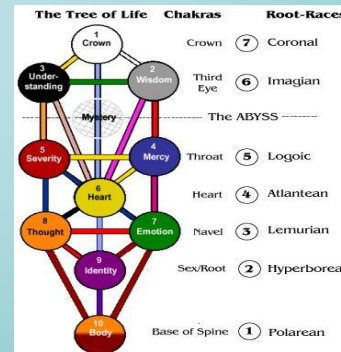 The Tree of Life Chakras Root-Races
1
Crown
Crown 7 Coronal
3
Under-
standing
2
Wisdom
Third
Eye
6 Imagian
Mystery
The ABYSS
5
Severity
4
Mercy
Throat 5 Logoic
6
Heart
Heart 4 Atlantean
8
Thought
7
Emotion
Navel 3 Lemurian
9
Identity
Sex/Root 2 Hyperborea
10
Body
Base of Spine 1 Polarean